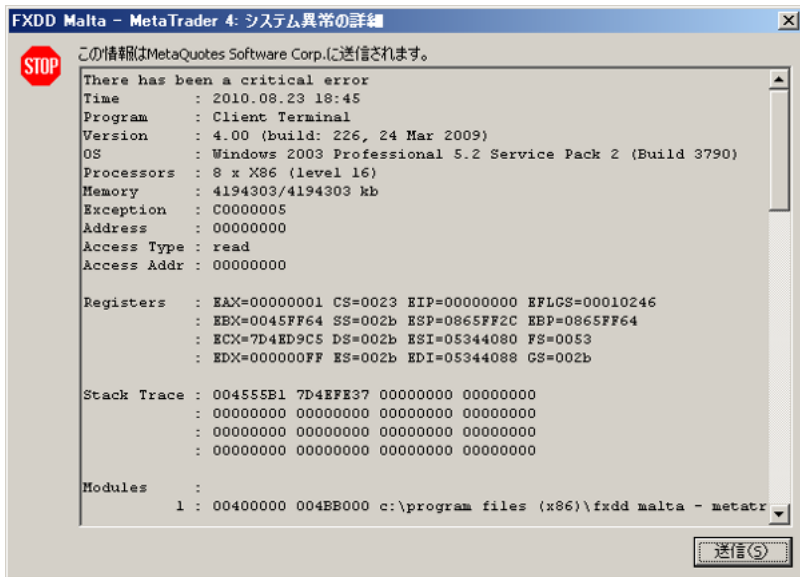 FXDD Malta - MetaTrader 4: システム異常の詳細
STOP
この情報はMetaQuotes Software Corp.に送信されます。
There has been a critical error
Time : 2010.08.23 18:45
Program : Client Terminal
Version : 4.00 (build: 226, 24 Mar 2009)
OS : Windows 2003 Professional 5.2 Service Pack 2 (Build 3790)
Processors : 8 x X86 (level 16)
Memory : 4194303/4194303 kb
Exception : C0000005
Address : 00000000
Access Type : read
Access Addr : 00000000
Registers : EAX=00000001 CS=0023 EIP=00000000 EFLGS=00010246
: EBX=0045FF64 SS=002b ESP=0865FF2C EBP=0865FF64
: ECX=7D4ED9C5 DS=002b ESI=05344080 FS=0053
: EDX=000000FF ES=002b EDI=05344088 GS=002b
Stack Trace : 004555B1 7D4EFE37 00000000 00000000
: 00000000 00000000 00000000 00000000
: 00000000 00000000 00000000 00000000
: 00000000 00000000 00000000 00000000
Modules :
1 : 00400000 004BB000 c:\program files (x86)\fxdd malta - metatr
送信(S)